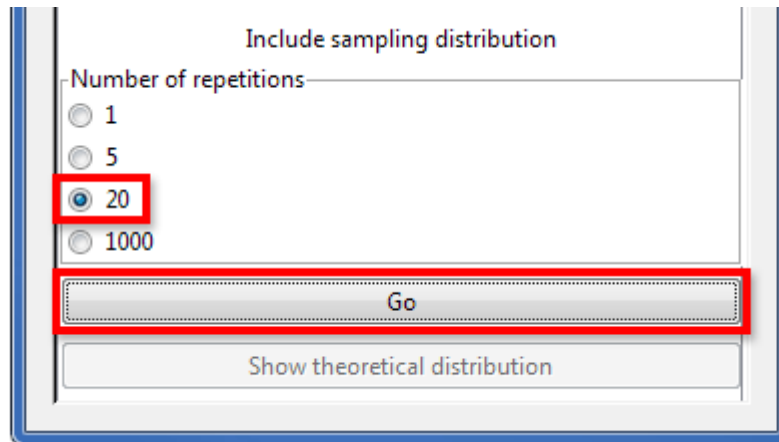 Include sampling distribution
Number of repetitions
1
5
20
1000
Go
Show theoretical distribution